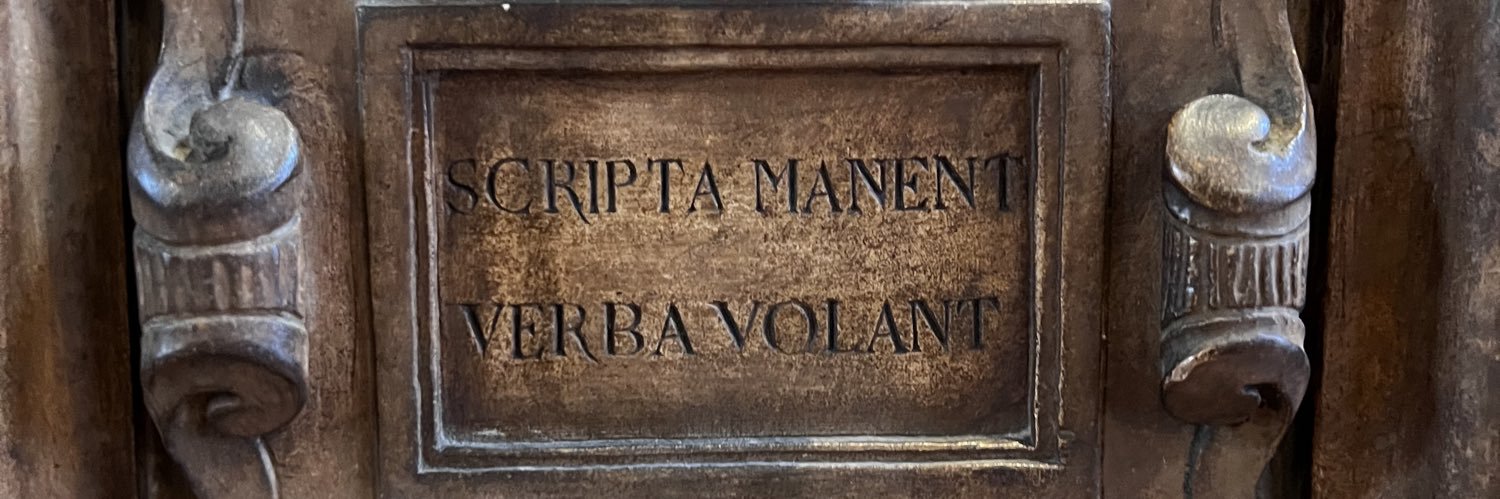 SCRIPTA MANENT
VERBA VOLANT